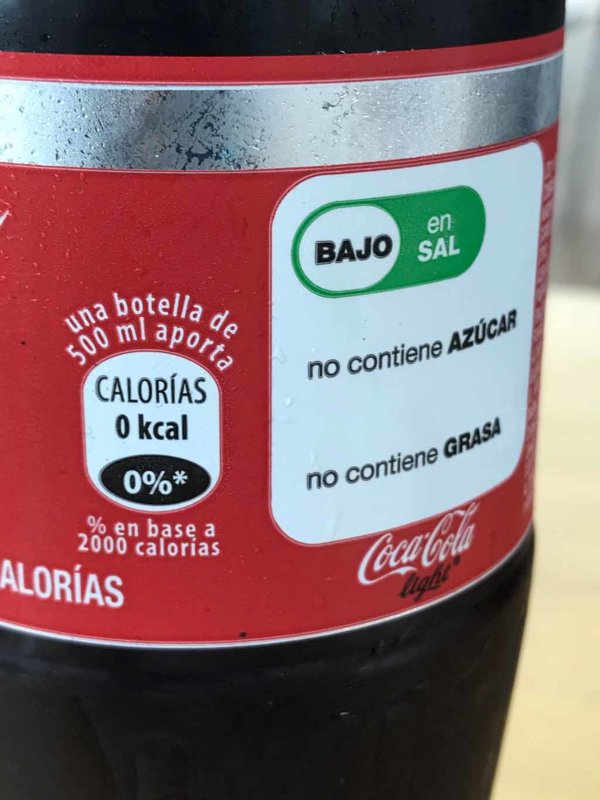 una botella de
500 ml aporta
CALORÍAS
0 kcal
0%*
% en base a
2000 calorías
ALORÍAS
BAJO
en
SAL
no contiene AZÚCAR
no contiene GRASA
Coca-Cola
light